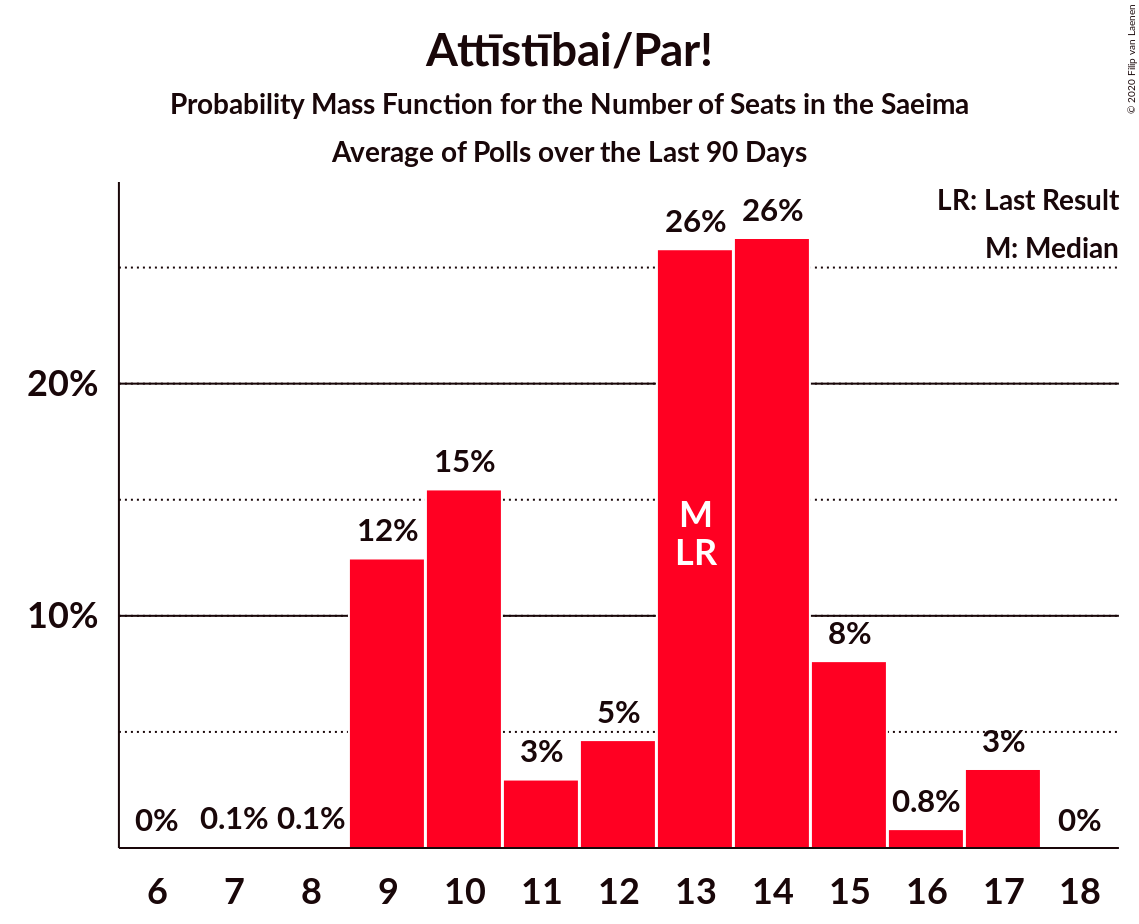 Attīstībai/Par!
Probability Mass Function for the Number of Seats in the Saeima
Average of Polls over the Last 90 Days
© 2020 Filip van Laenen
LR: Last Result
M: Median
26%
26%
20%
15%
12%
M
LR
10%
8%
5%
3%
3%
0.8%
0%
0.1%
0.1%
0%
6 7 8 9 10 11 12 13 14 15 16 17 18